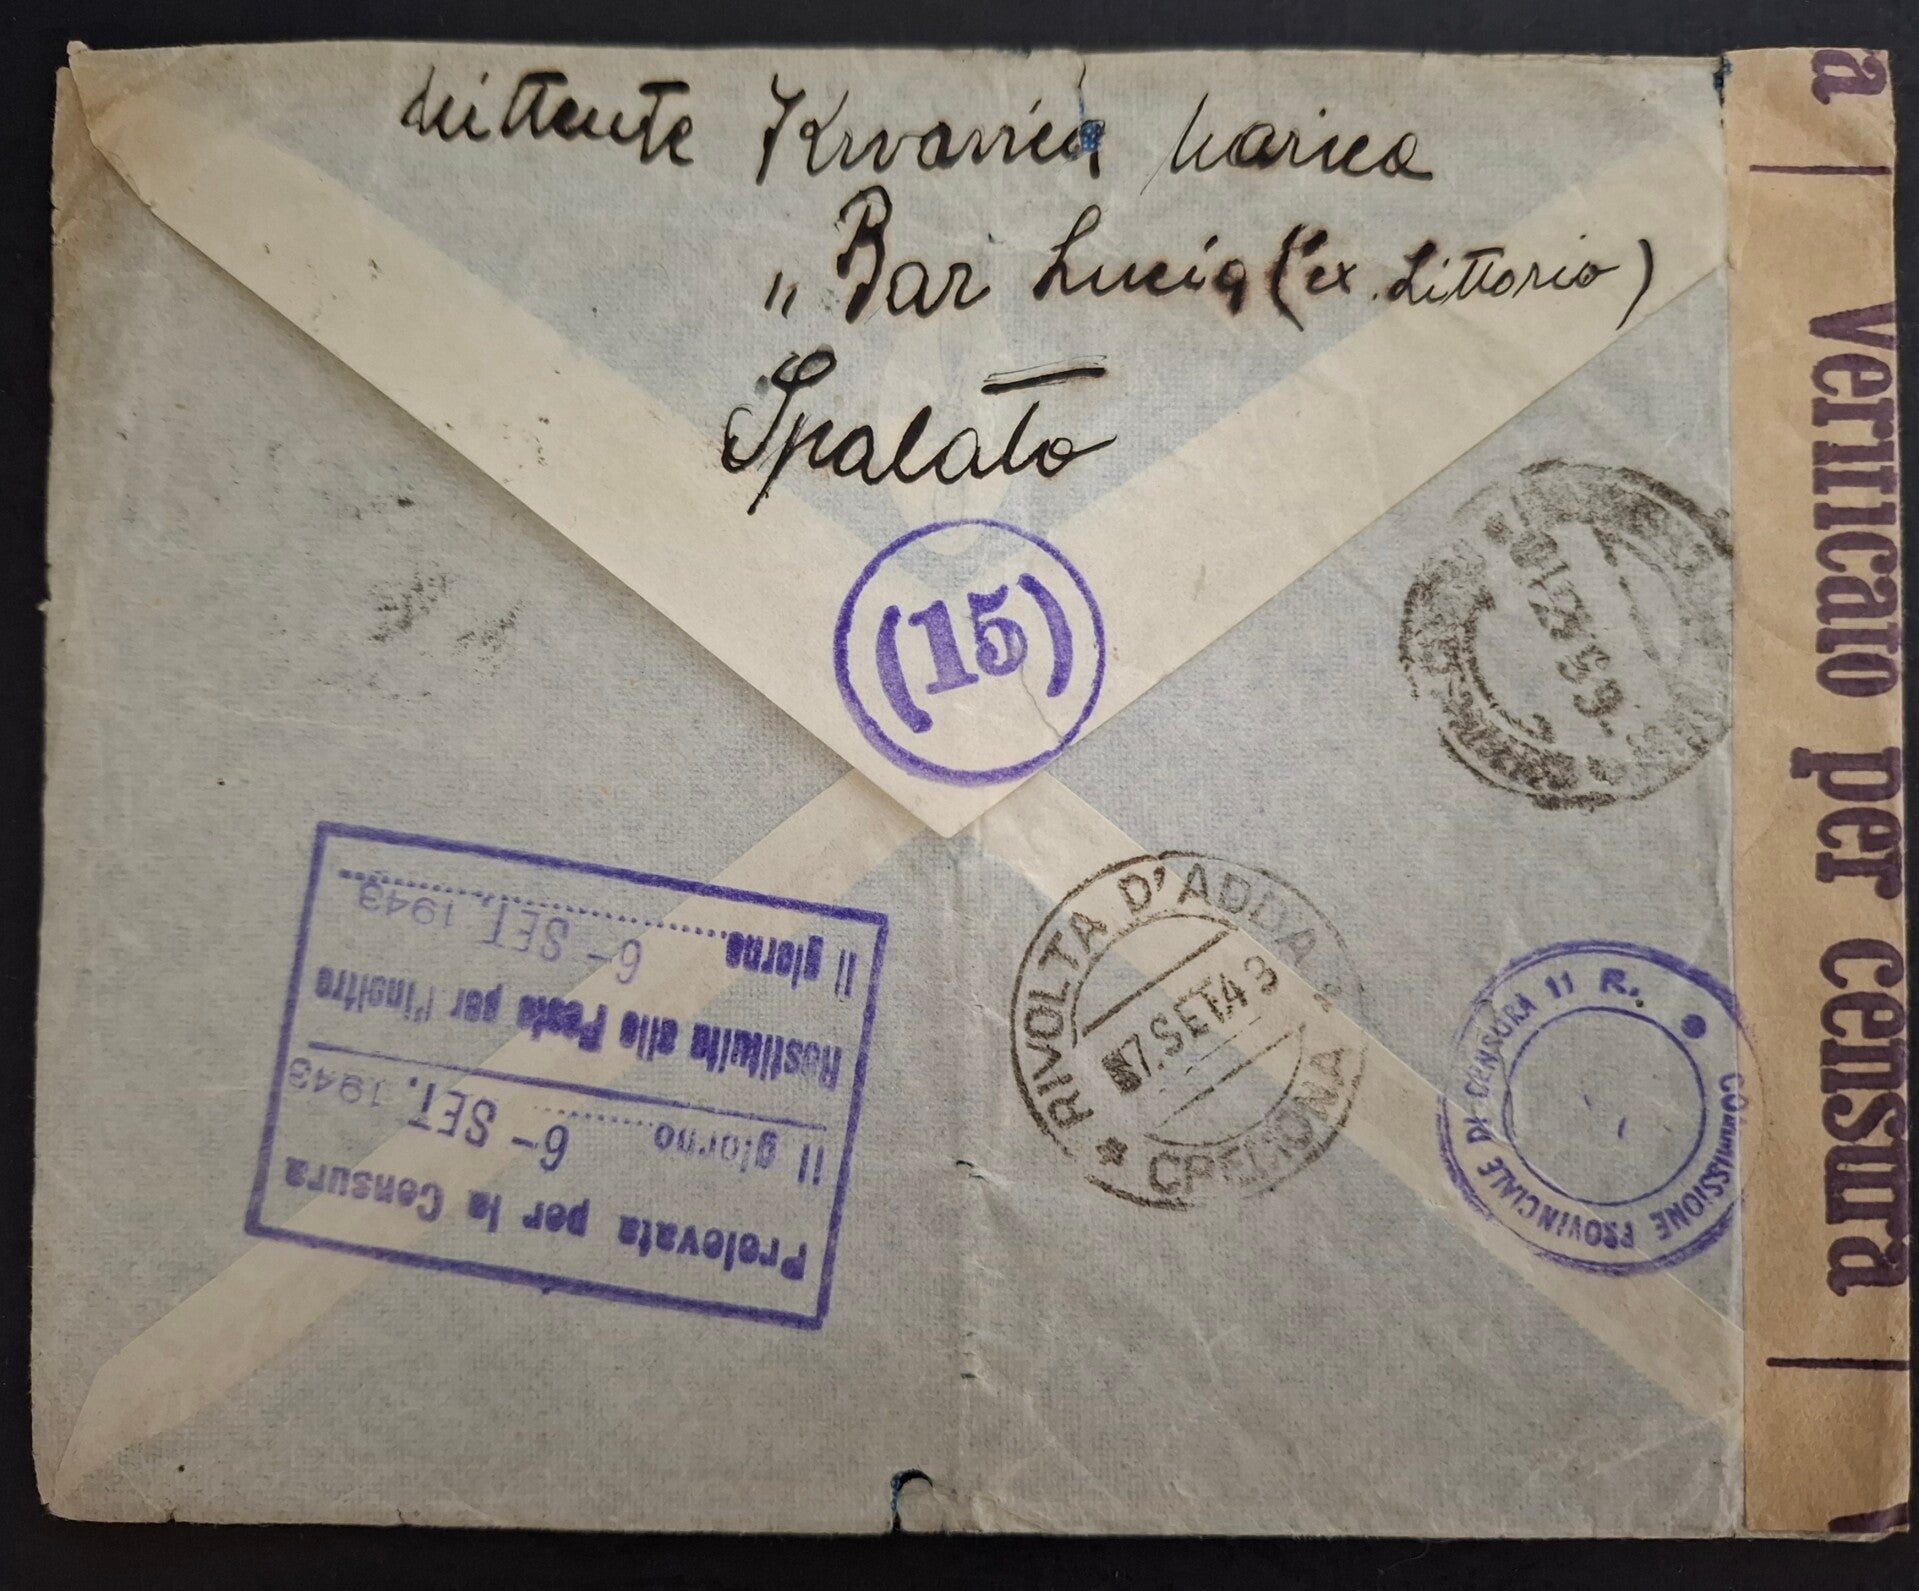 Mittente Krvarica Marica
"Bar Lucia (ex Littorio)
Spalato
(15)
RIVOLTA D'ADDA
*7.SET.43
* CREMONA
COMMISSIONE PROVINCIALE DI CENSURA 11 R.
Prelevata per la Censura
il giorno 6- SET. 1943
Restituita alla Posta per l'inoltro
il giorno 6- SET. 1943
a
Verificato per censura